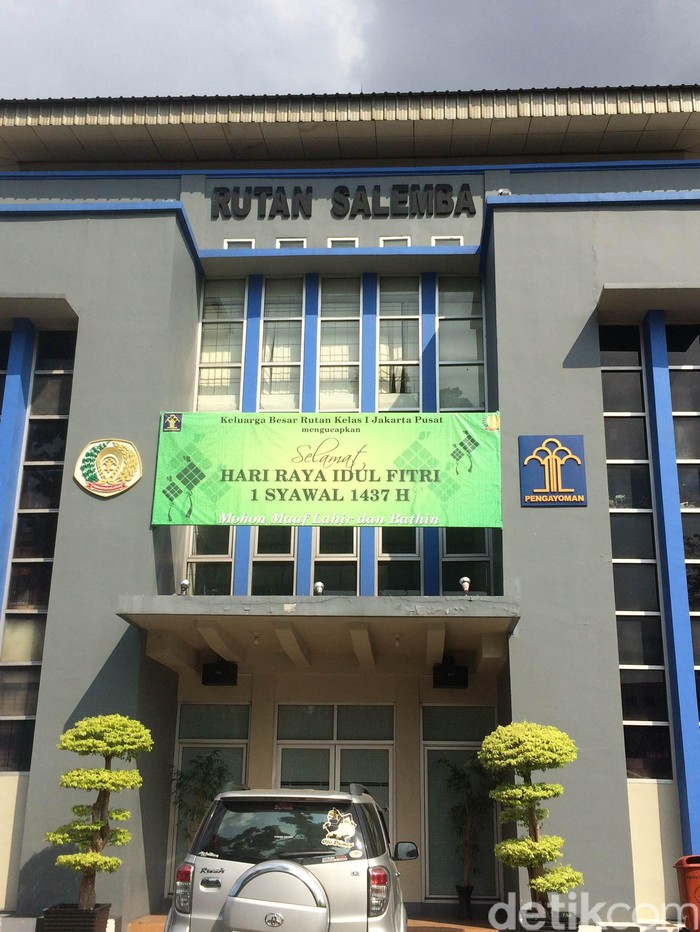 RUTAN SALEMBA
Keluarga Besar Rutan Kelas I Jakarta Pusat
mengucapkan
Selamat
HARI RAYA IDUL FITRI
1 SYAWAL 1437 H
Mohon Maaf Lahir dan Bathin
PENGAYOMAN
Rush
detikcom